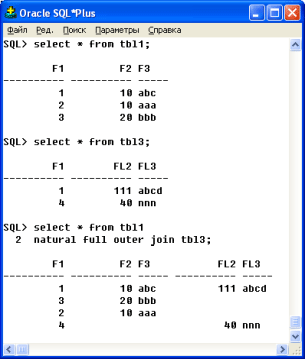 Oracle SQL*Plus
Файл Ред. Поиск Параметры Справка
SQL> select * from tbl1;
F1 F2 F3
---------- ---------- -----
1 10 abc
2 10 aaa
3 20 bbb
SQL> select * from tbl3;
F1 FL2 FL3
---------- ---------- -----
1 111 abcd
4 40 nnn
SQL> select * from tbl1
2 natural full outer join tbl3;
F1 F2 F3 FL2 FL3
---------- ---------- ----- ---------- -----
1 10 abc 111 abcd
3 20 bbb
2 10 aaa
4 40 nnn